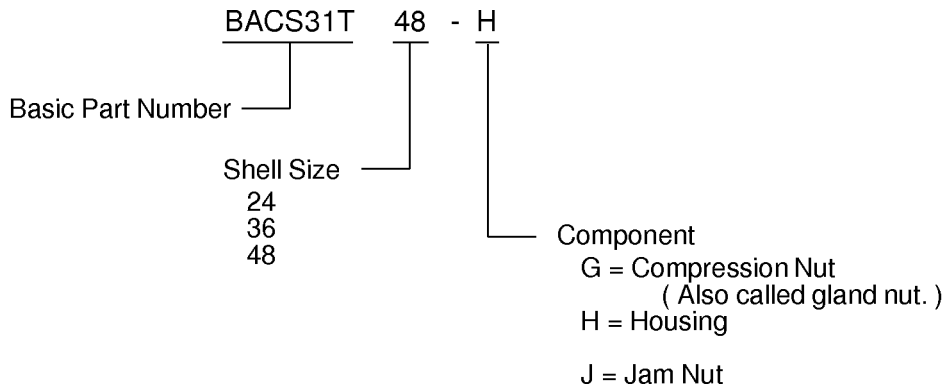 BACS31T 48 - H
Basic Part Number
Shell Size
24
36
48
Component
G = Compression Nut
( Also called gland nut. )
H = Housing
J = Jam Nut